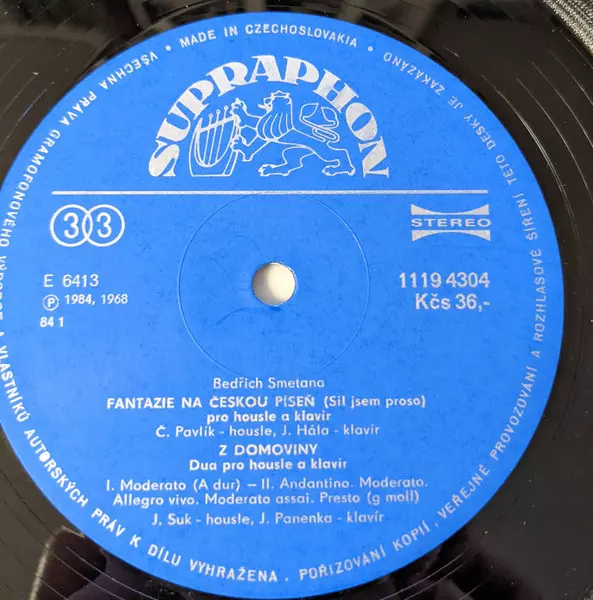 VŠECHNA PRÁVA GRAMOFONOVÉHO A VLASTNÍKŮ AUTORSKÝCH PRÁV K DÍLU VYHRAŽENA . POŘIZOVÁNÍ KOPIÍ, VEŘEJNÉ PROVOZOVÁNÍ A ROZHLASOVÉ ŠÍŘENÍ TÉTO DESKY JE ZAKÁZÁNO
• MADE IN CZECHOSLOVAKIA •
SUPRAPHON
33
STEREO
E 6413
Ⓟ 1984, 1968
84 1
1119 4304
Kčs 36,-
Bedřich Smetana
FANTAZIE NA ČESKOU PÍSEŇ (Sil jsem proso)
pro housle a klavír
Č. Pavlík - housle, J. Hála - klavír
Z DOMOVINY
Dua pro housle a klavír
I. Moderato (A dur) – II. Andantino. Moderato.
Allegro vivo. Moderato assai. Presto (g moll)
J. Suk - housle, J. Panenka - klavír